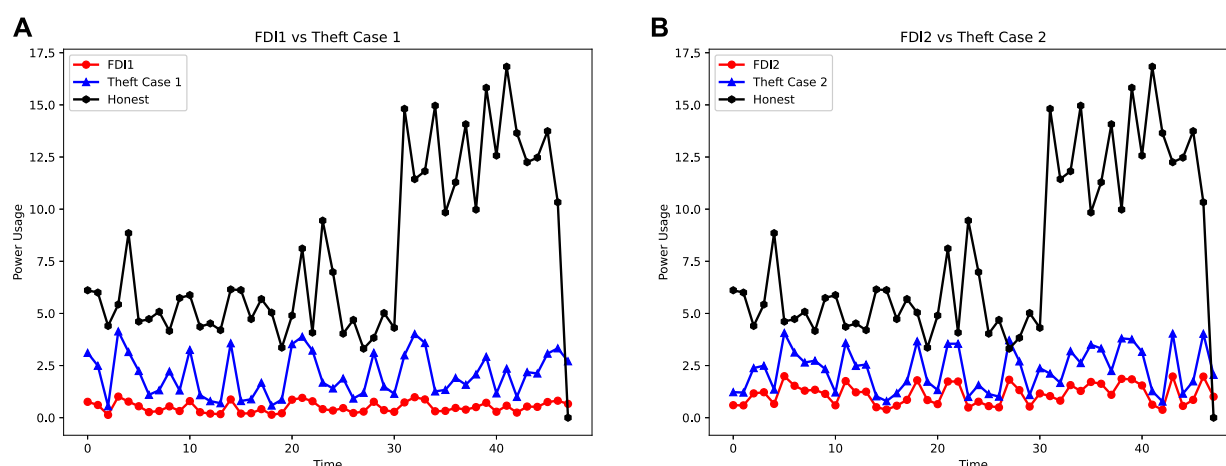 A
FDI1 vs Theft Case 1
17.5
15.0
12.5
10.0
7.5
5.0
2.5
0.0
Power Usage
FDI1
Theft Case 1
Honest
0
10
20
30
40
Time
B
FDI2 vs Theft Case 2
17.5
15.0
12.5
10.0
7.5
5.0
2.5
0.0
Power Usage
FDI2
Theft Case 2
Honest
0
10
20
30
40
Time